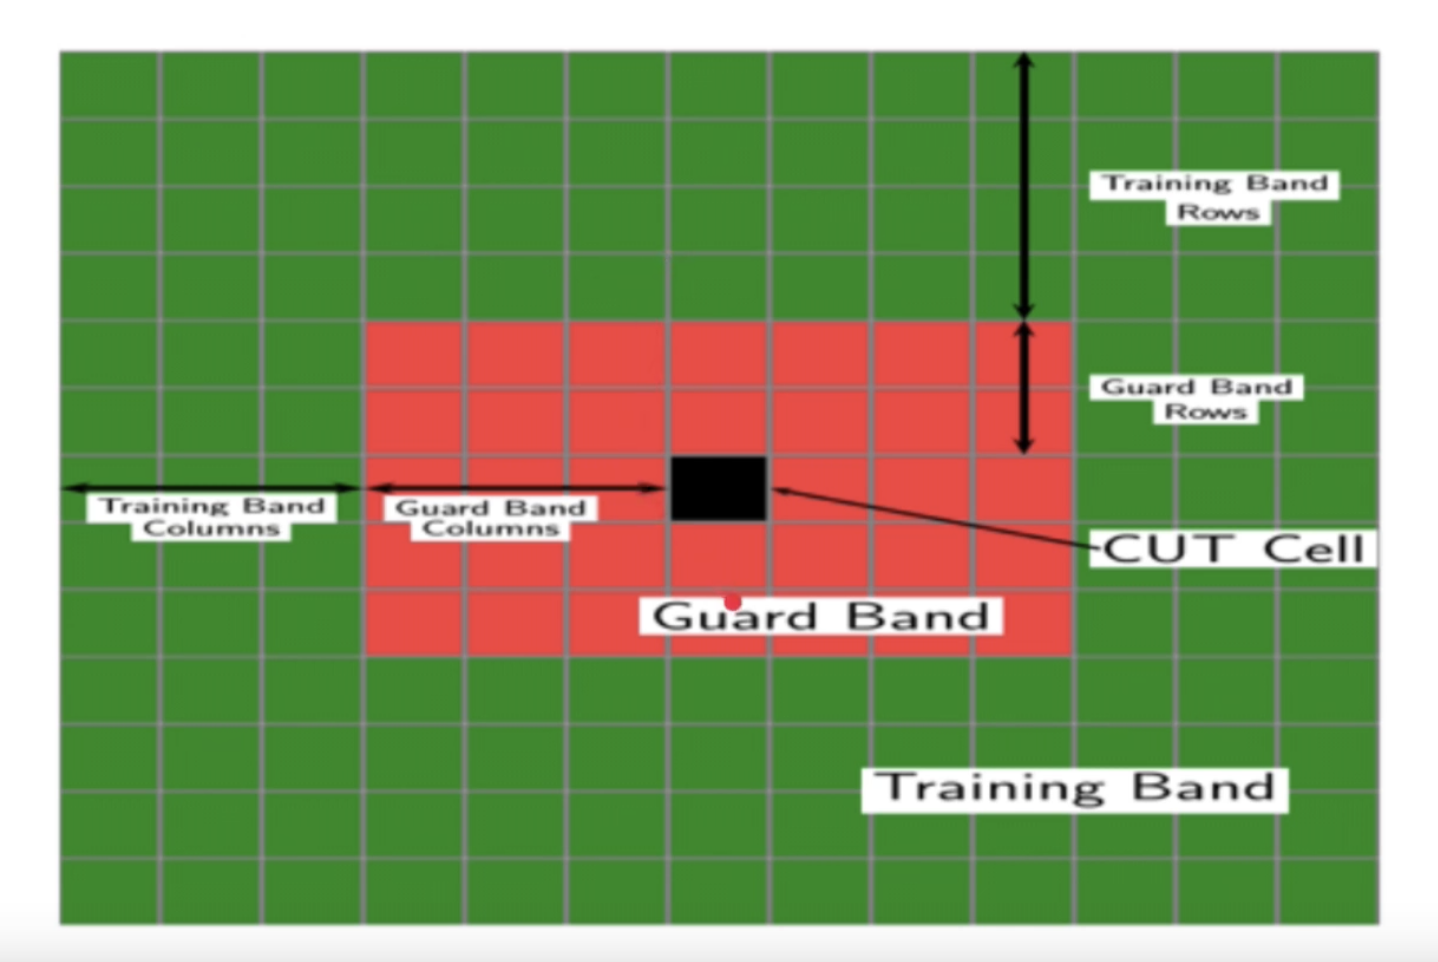 Training Band
Rows
Guard Band
Rows
Training Band
Columns
Guard Band
Columns
CUT Cell
Guard Band
Training Band